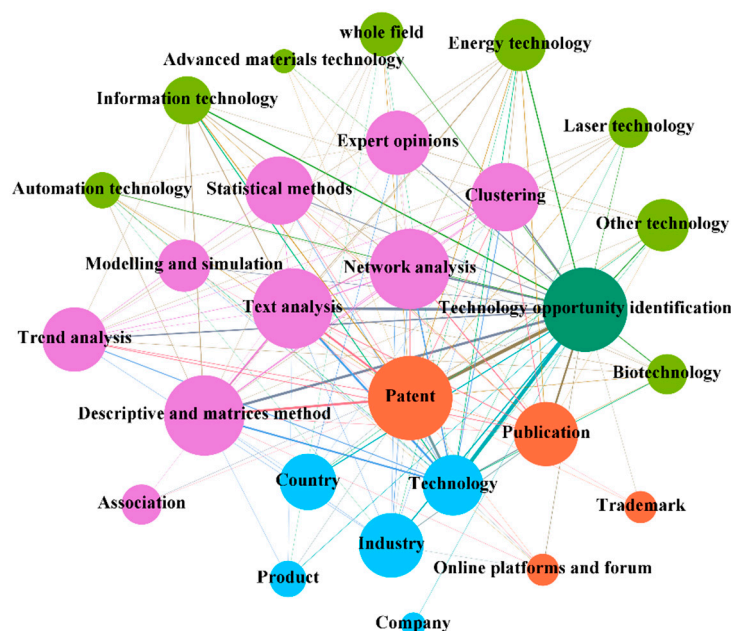 whole field
Energy technology
Advanced materials technology
Information technology
Laser technology
Expert opinions
Automation technology
Statistical methods
Clustering
Other technology
Modelling and simulation
Network analysis
Text analysis
Technology opportunity identification
Trend analysis
Biotechnology
Patent
Descriptive and matrices method
Publication
Country
Technology
Association
Trademark
Industry
Product
Online platforms and forum
Company